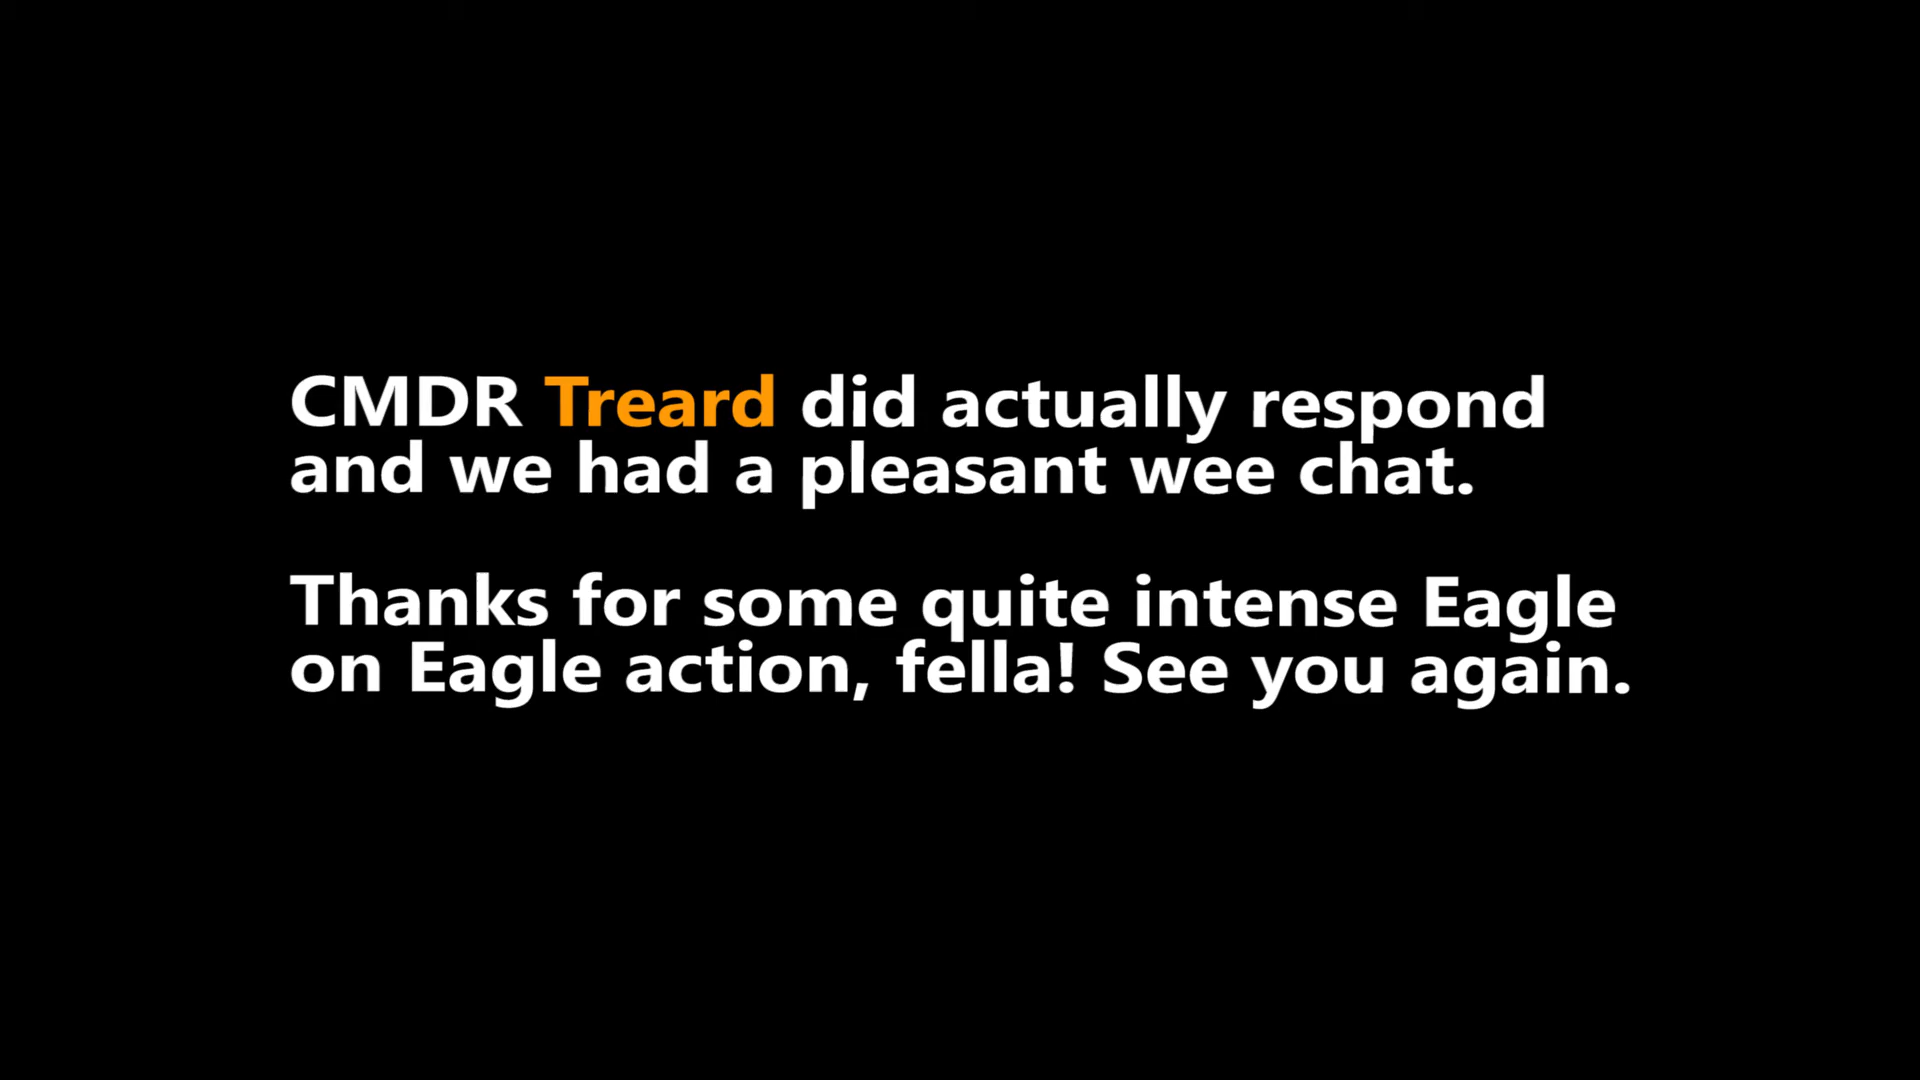 CMDR Treard did actually respond
and we had a pleasant wee chat.
Thanks for some quite intense Eagle
on Eagle action, fella! See you again.